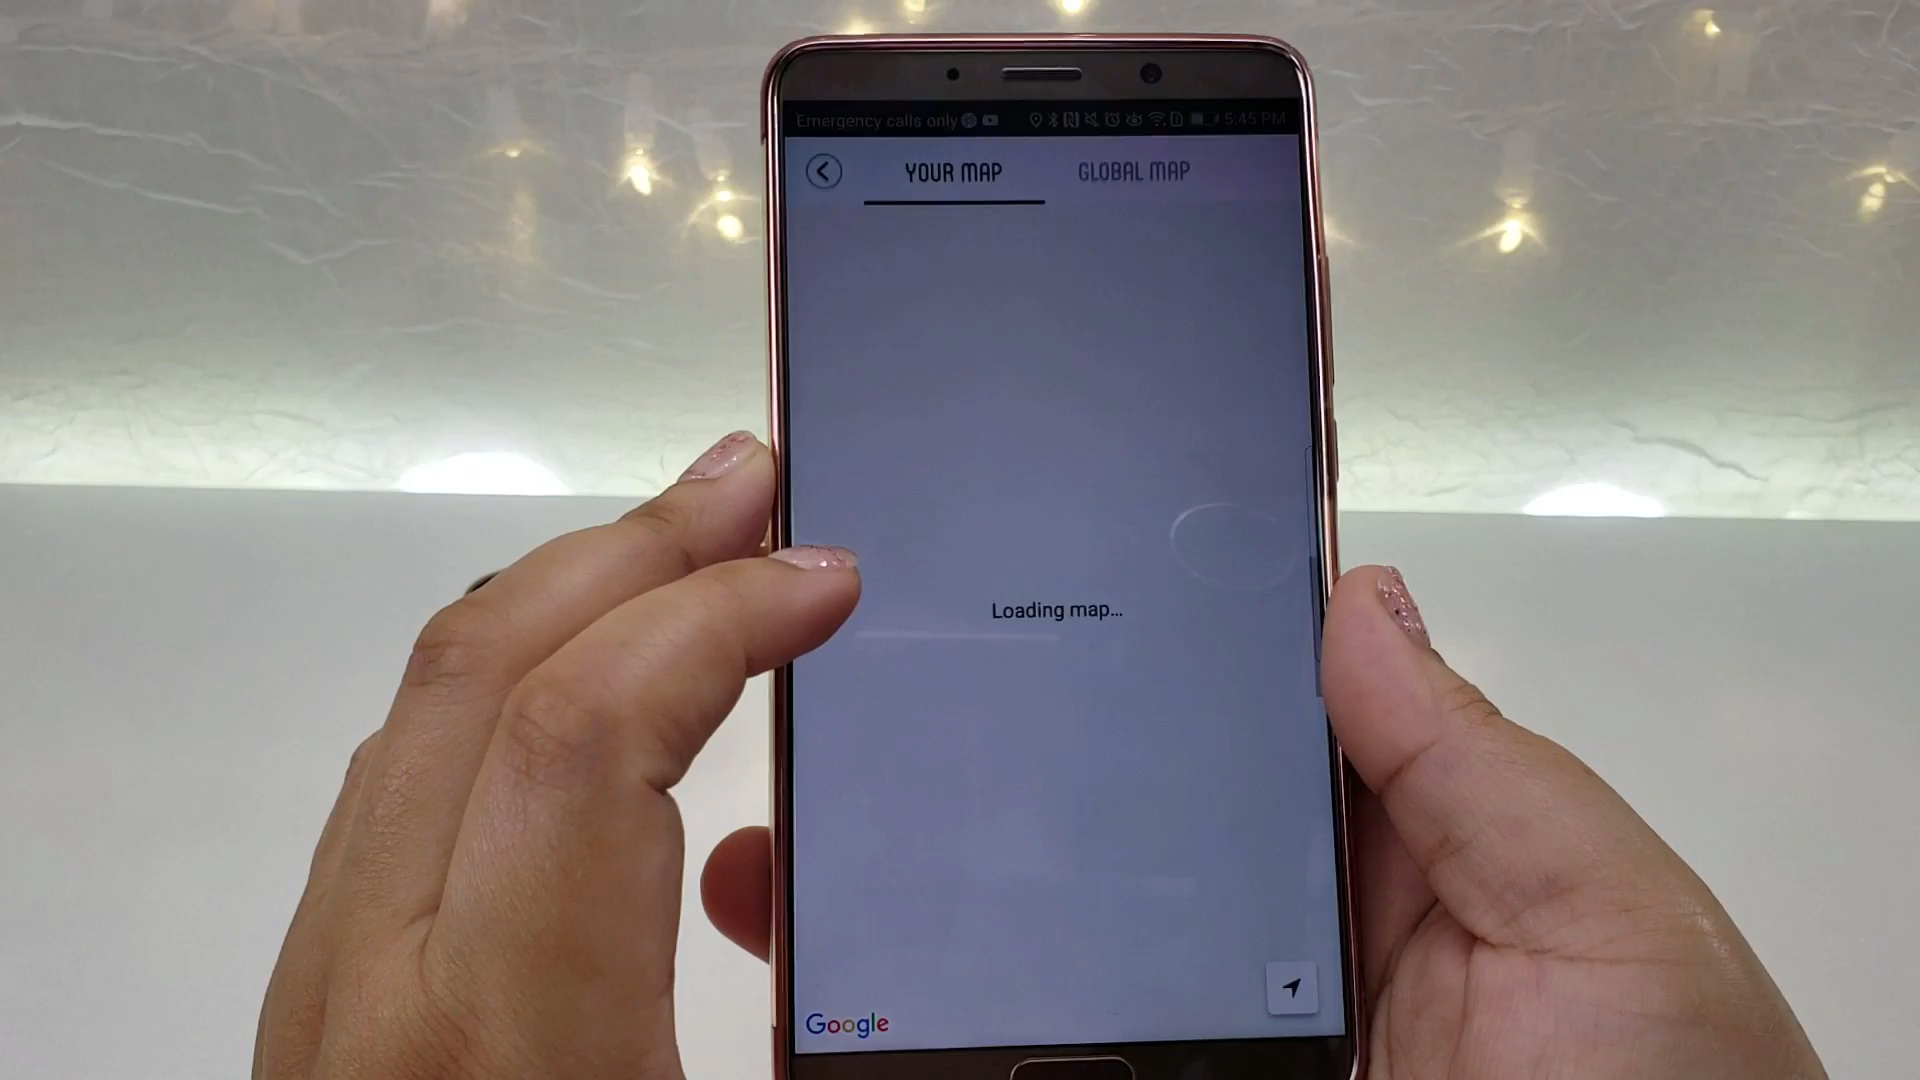 Emergency calls only
5:45 PM
YOUR MAP
GLOBAL MAP
Loading map...
Google